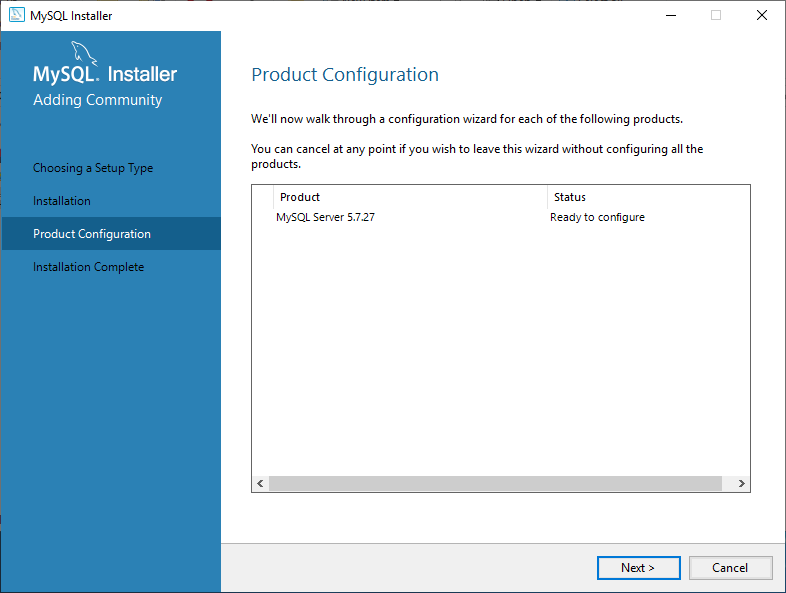 MySQL Installer
MySQL. Installer
Adding Community
Choosing a Setup Type
Installation
Product Configuration
Installation Complete
Product Configuration
We'll now walk through a configuration wizard for each of the following products.
You can cancel at any point if you wish to leave this wizard without configuring all the
products.
Product Status
MySQL Server 5.7.27 Ready to configure
Next > Cancel